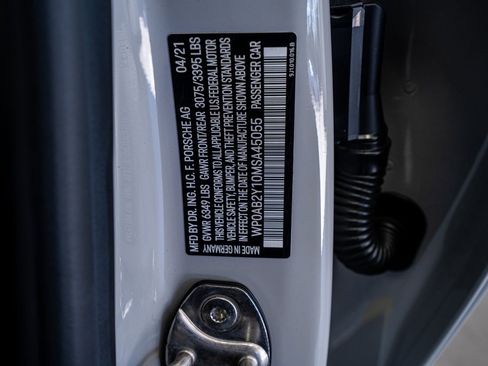 MFD BY DR. ING. H.C. F. PORSCHE AG 04/21
GVWR 6349 LBS GAWR FRONT/REAR 3075/3395 LBS
THIS VEHICLE CONFORMS TO ALL APPLICABLE U.S. FEDERAL MOTOR
VEHICLE SAFETY, BUMPER, AND THEFT PREVENTION STANDARDS
IN EFFECT ON THE DATE OF MANUFACTURE SHOWN ABOVE
WP0AB2Y10MSA45055 PASSENGER CAR
MADE IN GERMANY